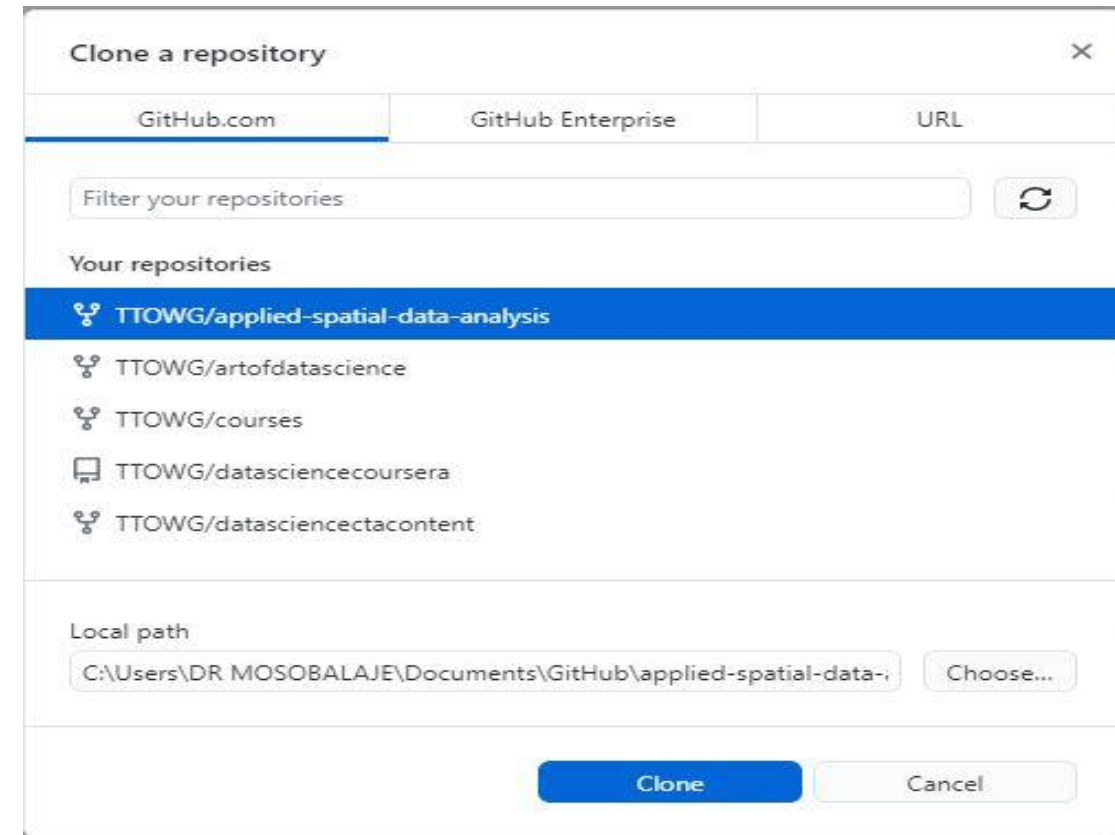 Clone a repository
GitHub.com GitHub Enterprise URL
Filter your repositories
Your repositories
TTOWG/applied-spatial-data-analysis
TTOWG/artofdatascience
TTOWG/courses
TTOWG/datasciencecoursera
TTOWG/datasciencectacontent
Local path
C:\Users\DR MOSOBALAJE\Documents\GitHub\applied-spatial-data-
Choose...
Clone Cancel